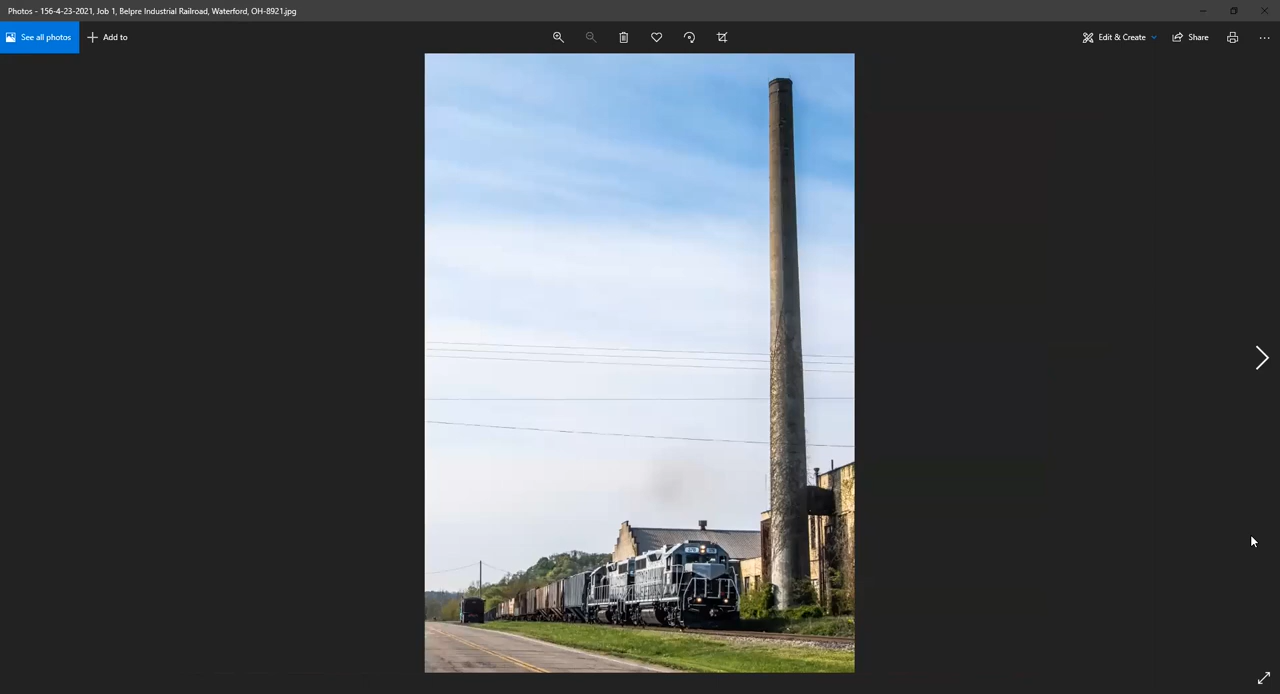 Photos - 156-4-23-2021, Job 1, Belpre Industrial Railroad, Waterford, OH-8921.jpg
See all photos
Add to
Edit & Create
Share